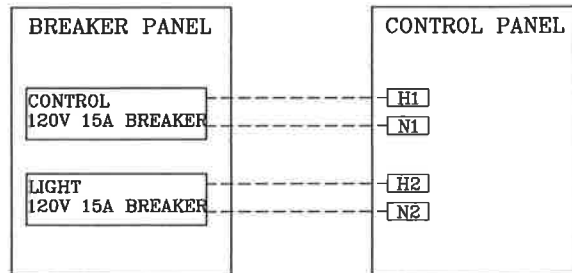 BREAKER PANEL
CONTROL PANEL
CONTROL
120V 15A BREAKER
H1
N1
LIGHT
120V 15A BREAKER
H2
N2